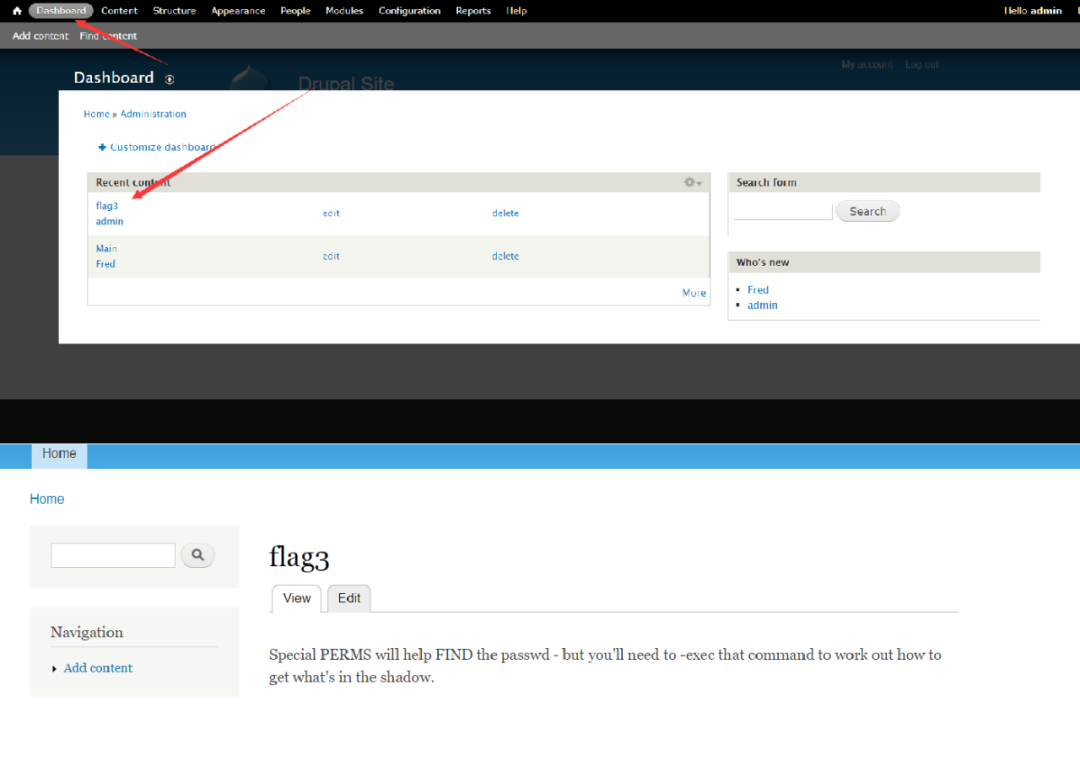 Dashboard Content Structure Appearance People Modules Configuration Reports Help Hello admin
Add content Find content
My account Log out
Dashboard
Drupal Site
Home » Administration
Customize dashboard
Recent content
flag3
admin
edit delete
Main
Fred
edit delete
More
Search form
Search
Who's new
Fred
admin
Home
Home
Navigation
Add content
flag3
View Edit
Special PERMS will help FIND the passwd - but you'll need to -exec that command to work out how to
get what's in the shadow.